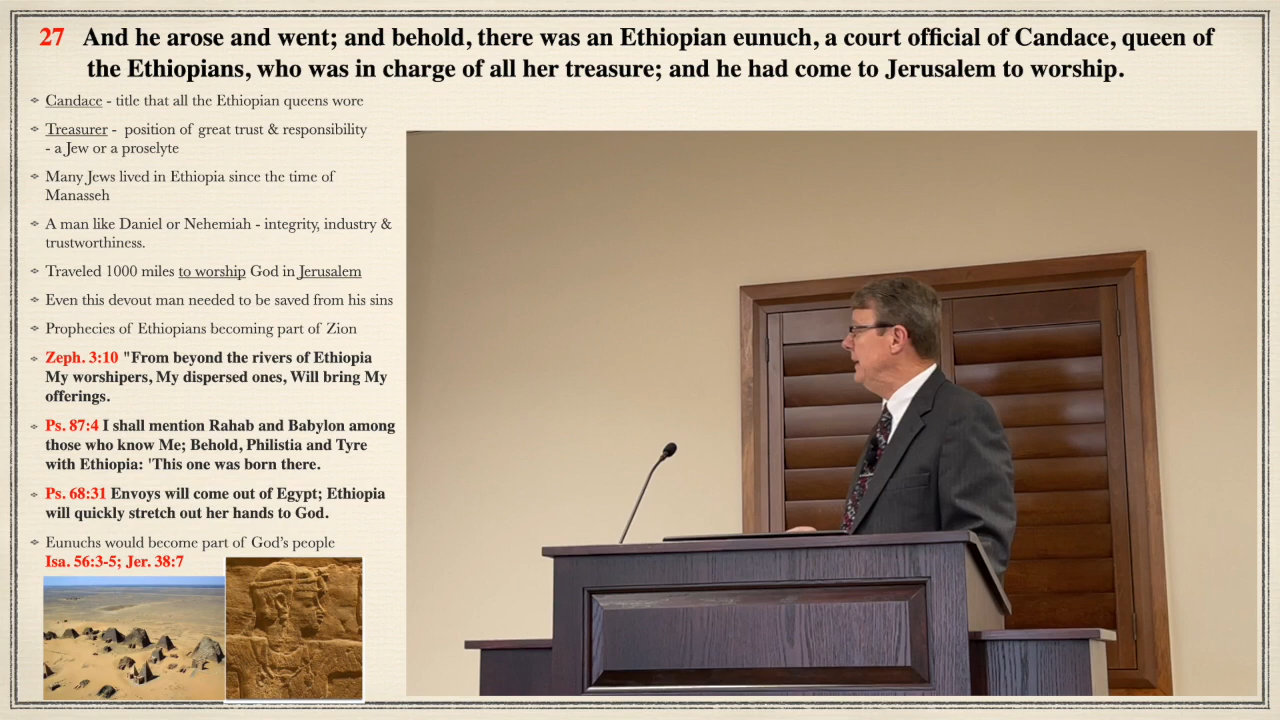 27 And he arose and went; and behold, there was an Ethiopian eunuch, a court official of Candace, queen of
the Ethiopians, who was in charge of all her treasure; and he had come to Jerusalem to worship.
Candace - title that all the Ethiopian queens wore
Treasurer - position of great trust & responsibility
- a Jew or a proselyte
Many Jews lived in Ethiopia since the time of
Manasseh
A man like Daniel or Nehemiah - integrity, industry &
trustworthiness.
Traveled 1000 miles to worship God in Jerusalem
Even this devout man needed to be saved from his sins
Prophecies of Ethiopians becoming part of Zion
Zeph. 3:10 "From beyond the rivers of Ethiopia
My worshipers, My dispersed ones, Will bring My
offerings.
Ps. 87:4 I shall mention Rahab and Babylon among
those who know Me; Behold, Philistia and Tyre
with Ethiopia: 'This one was born there.
Ps. 68:31 Envoys will come out of Egypt; Ethiopia
will quickly stretch out her hands to God.
Eunuchs would become part of God's people
Isa. 56:3-5; Jer. 38:7